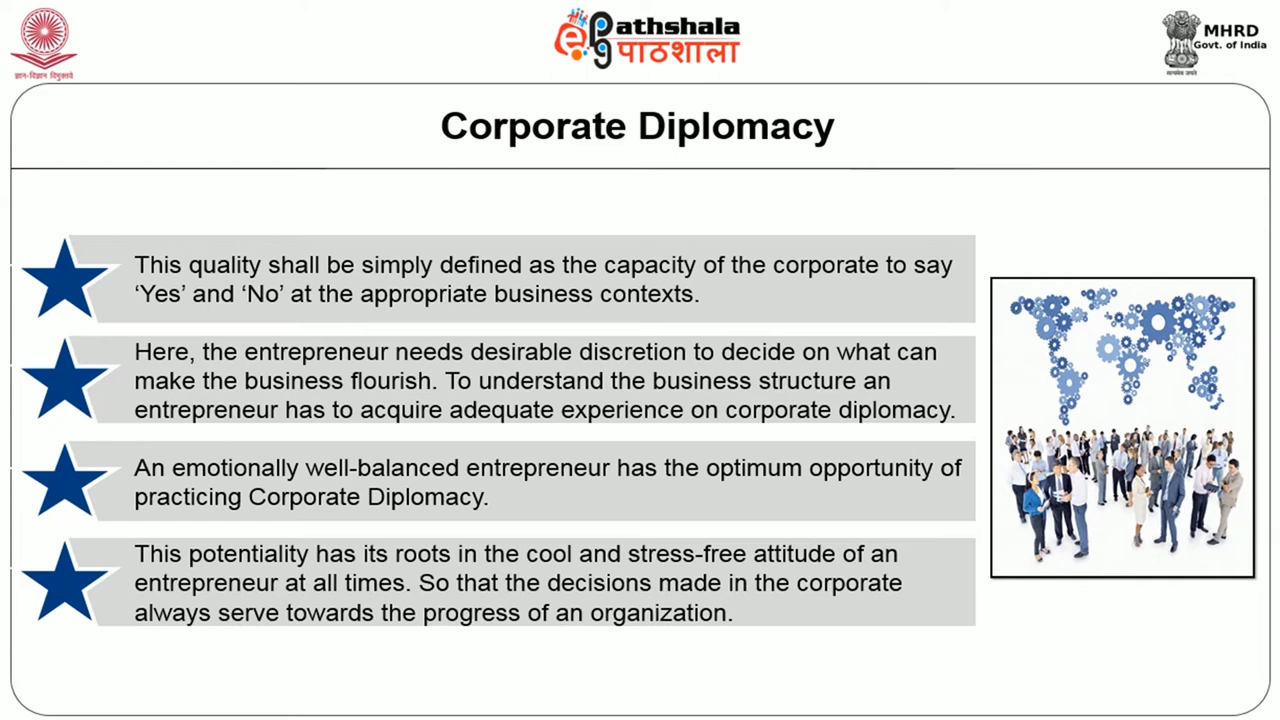 ज्ञान-विज्ञान विमुक्तये
ePathshala
पाठशाला
सत्यमेव जयते
MHRD
Govt. of India
Corporate Diplomacy
This quality shall be simply defined as the capacity of the corporate to say
‘Yes’ and ‘No’ at the appropriate business contexts.
Here, the entrepreneur needs desirable discretion to decide on what can
make the business flourish. To understand the business structure an
entrepreneur has to acquire adequate experience on corporate diplomacy.
An emotionally well-balanced entrepreneur has the optimum opportunity of
practicing Corporate Diplomacy.
This potentiality has its roots in the cool and stress-free attitude of an
entrepreneur at all times. So that the decisions made in the corporate
always serve towards the progress of an organization.